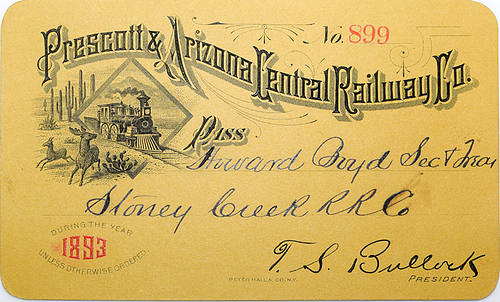 No. 899
Prescott & Arizona Central Railway Co.
Pass
Howard Boyd Sec & Treas
Stoney Creek RR Co
DURING THE YEAR
1893
UNLESS OTHERWISE ORDERED.
T. S. Bullock
PRESIDENT.
PETER HALL & CO. N.Y.